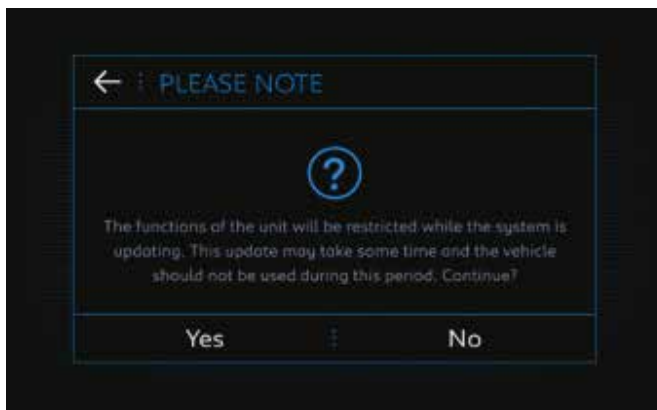 PLEASE NOTE
?
The functions of the unit will be restricted while the system is
updating. This update may take some time and the vehicle
should not be used during this period. Continue?
Yes
No